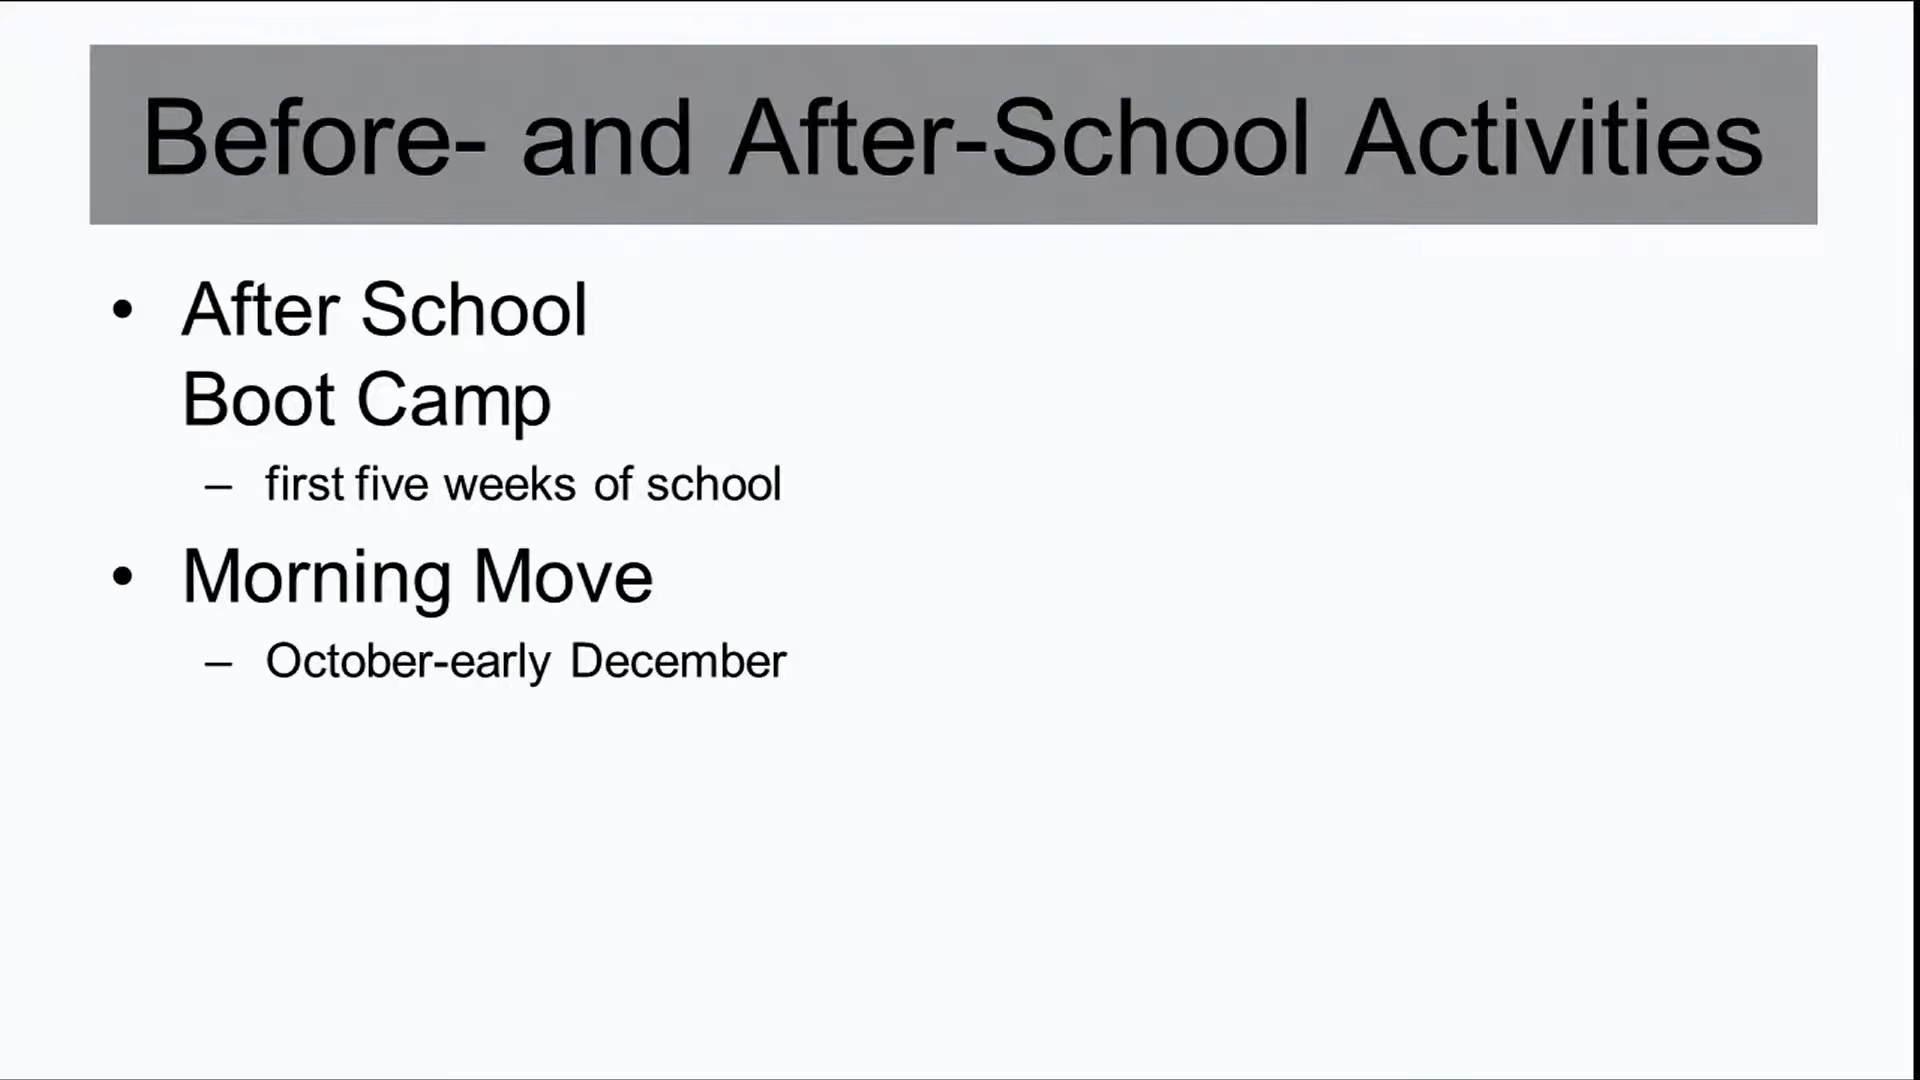 Before- and After-School Activities
• After School
Boot Camp
– first five weeks of school
• Morning Move
– October-early December